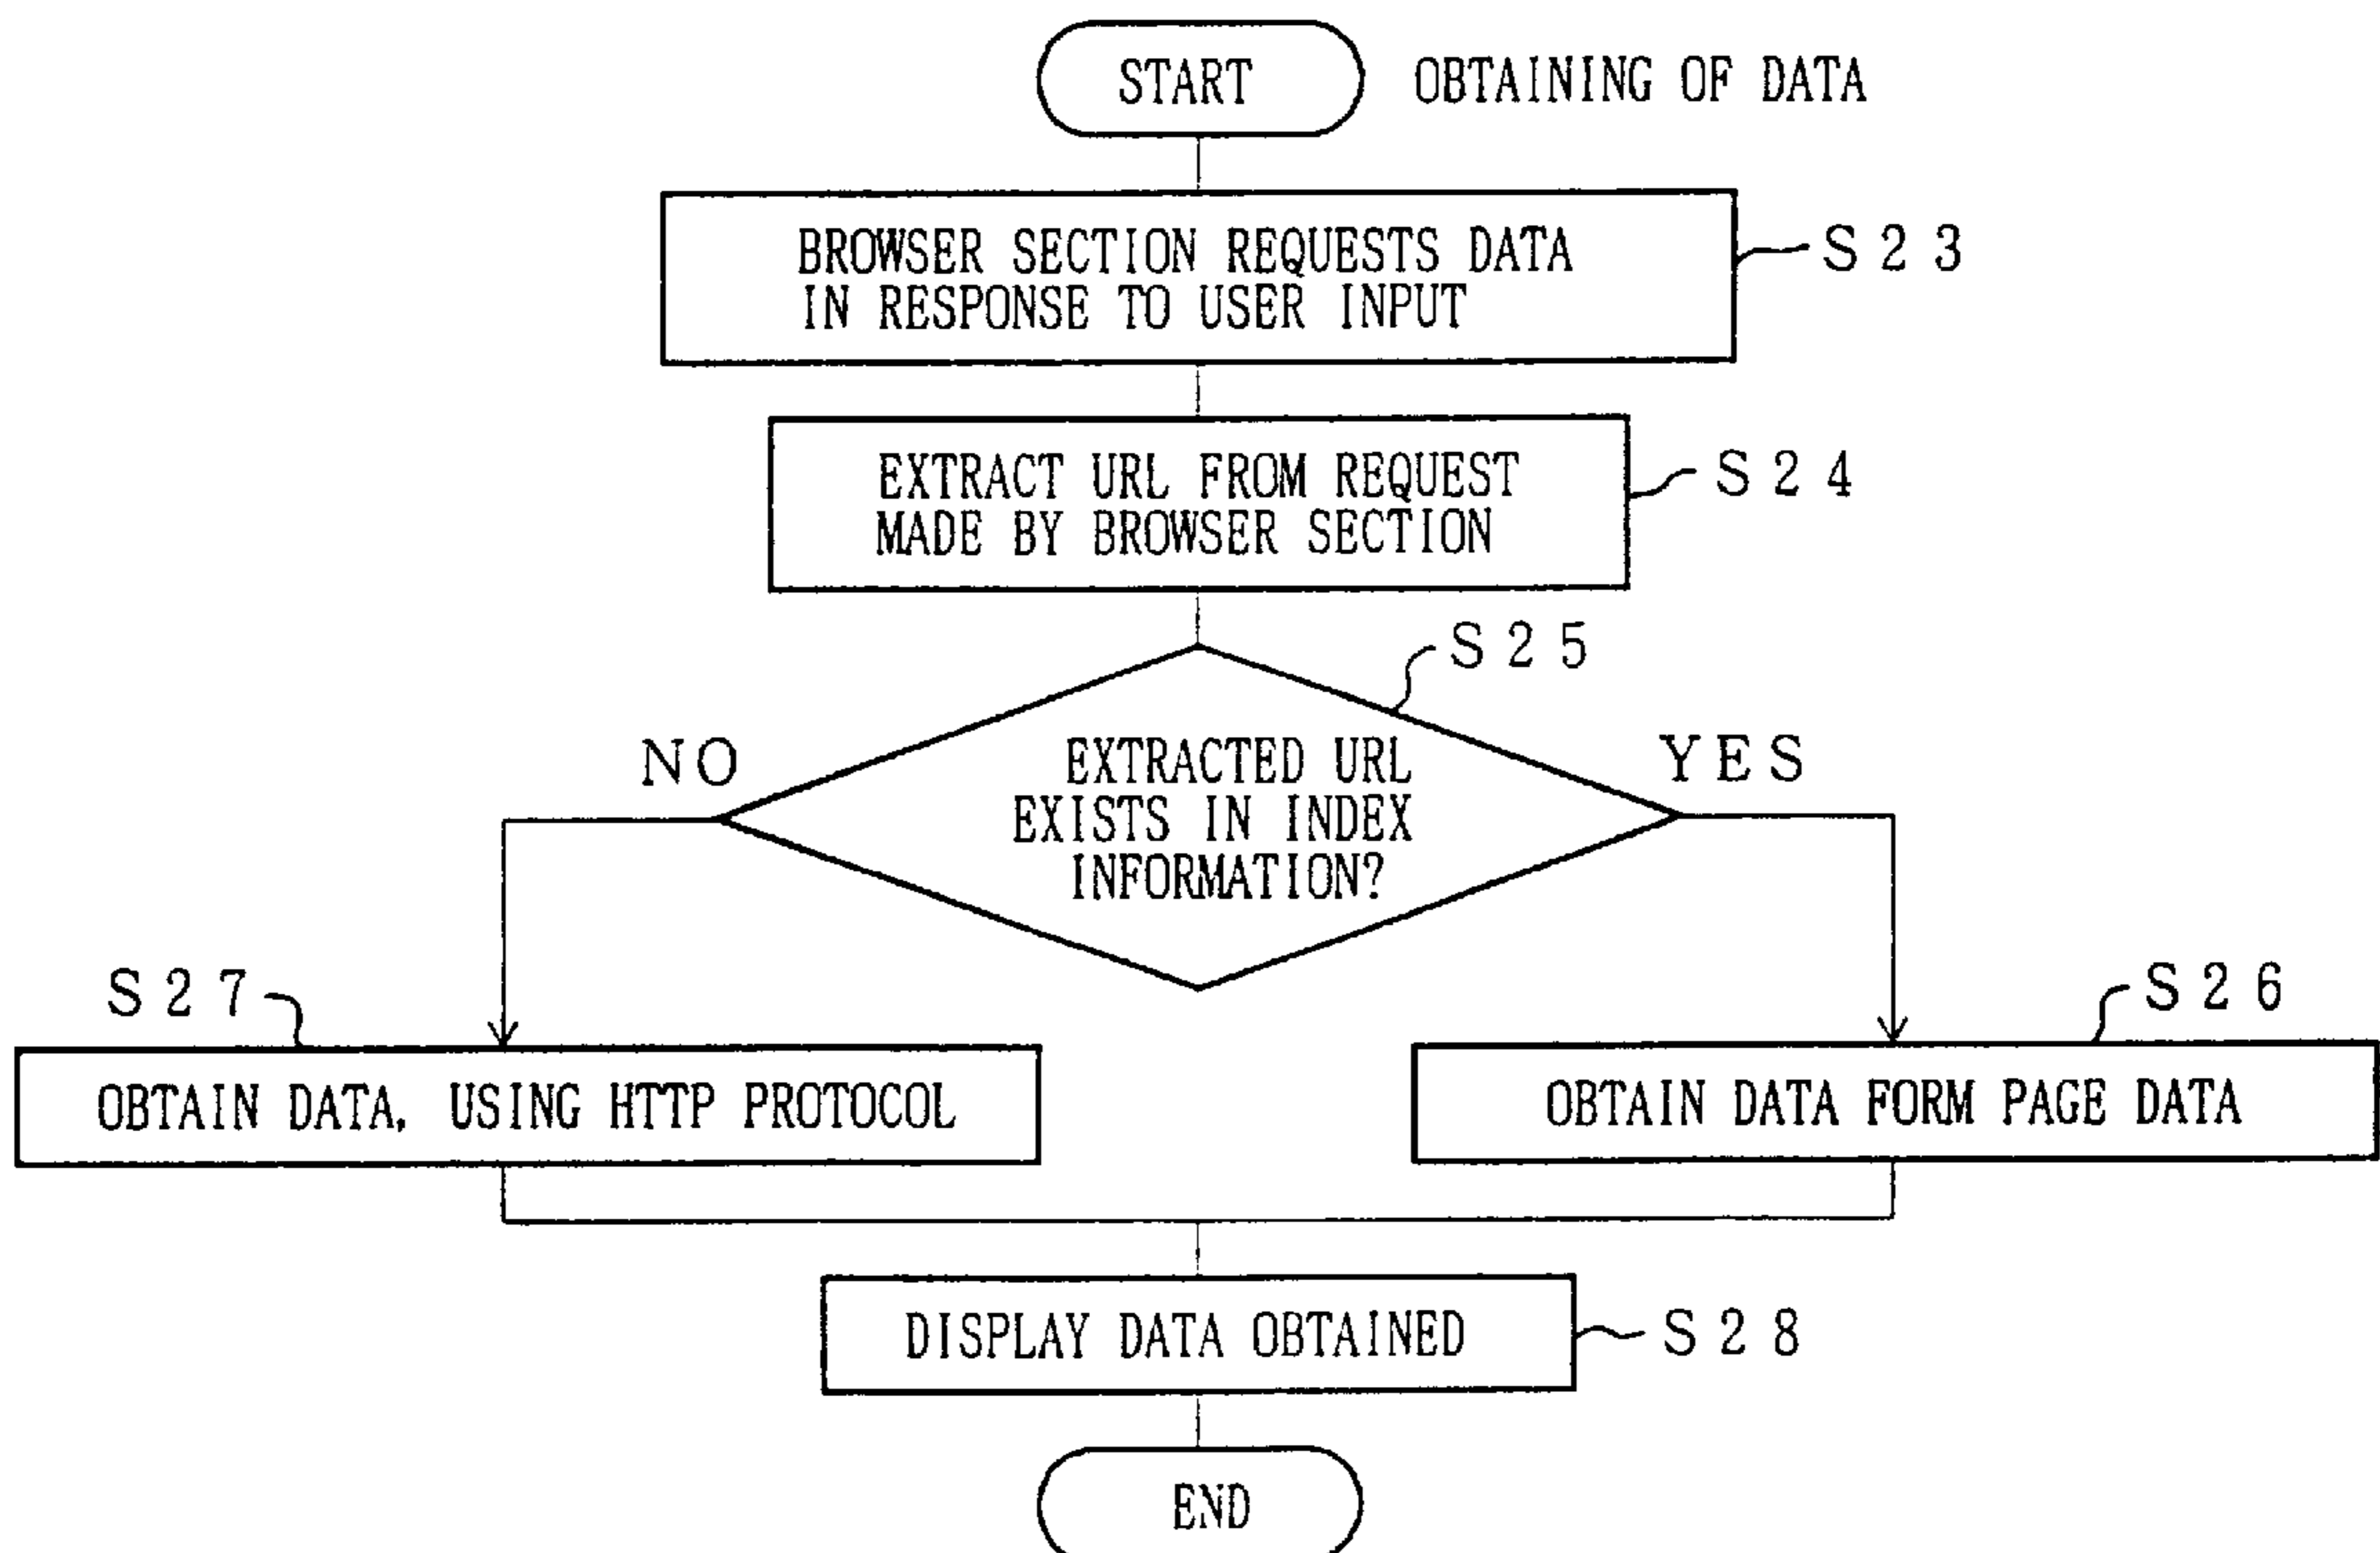 START
OBTAINING OF DATA
BROWSER SECTION REQUESTS DATA
IN RESPONSE TO USER INPUT
S23
EXTRACT URL FROM REQUEST
MADE BY BROWSER SECTION
S24
S25
NO
EXTRACTED URL
EXISTS IN INDEX
INFORMATION?
YES
S27
OBTAIN DATA, USING HTTP PROTOCOL
S26
OBTAIN DATA FORM PAGE DATA
DISPLAY DATA OBTAINED
S28
END